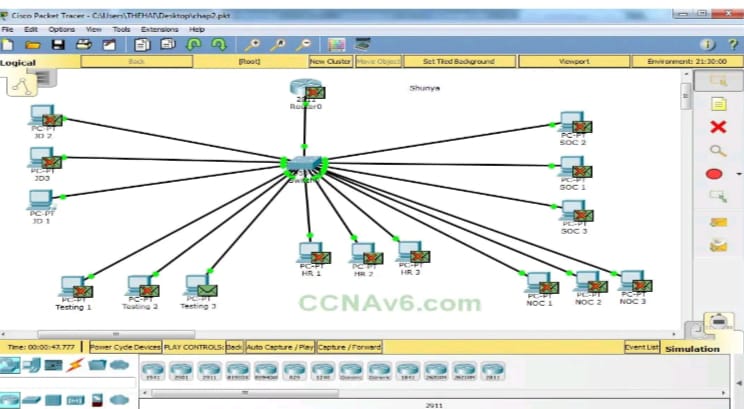 Cisco Packet Tracer - C:\Users\THEHAI\Desktop\chap2.pkt
File Edit Options View Tools Extensions Help
Logical Back [Root] New Cluster Move Object Set Tiled Background Viewport Environment: 21:30:00
Shunya
2911
Router0
PC-PT
JD 2
PC-PT
JD3
PC-PT
JD 1
PC-PT
SOC 2
PC-PT
SOC 1
PC-PT
SOC 3
PC-PT
Testing 1
PC-PT
Testing 2
PC-PT
Testing 3
PC-PT
HR 1
PC-PT
HR 2
PC-PT
HR 3
PC-PT
NOC 1
PC-PT
NOC 2
PC-PT
NOC 3
CCNAv6.com
Time: 00:00:47.777 Power Cycle Devices PLAY CONTROLS: Back Auto Capture / Play Capture / Forward Event List Simulation
1941 2901 2911 819IOX 819HGW 829 1240 Generic Generic 1841 2620XM 2621XM 2811
2911